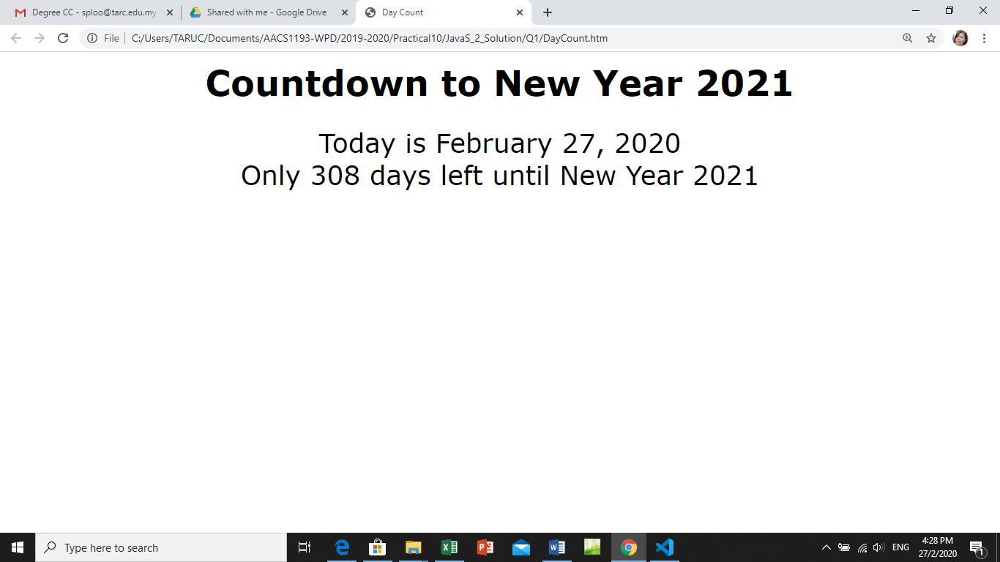 Degree CC - sploo@tarc.edu.my
Shared with me - Google Drive
Day Count
File
C:/Users/TARUC/Documents/AACS1193-WPD/2019-2020/Practical10/JavaS_2_Solution/Q1/DayCount.htm
Countdown to New Year 2021
Today is February 27, 2020
Only 308 days left until New Year 2021
Type here to search
ENG
4:28 PM
27/2/2020
1